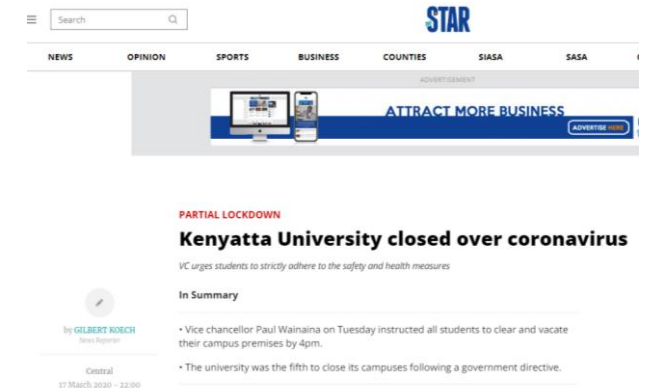 Search
STAR
NEWS OPINION SPORTS BUSINESS COUNTIES SIASA SASA
ADVERTISEMENT
ATTRACT MORE BUSINESS
ADVERTISE HERE
PARTIAL LOCKDOWN
Kenyatta University closed over coronavirus
VC urges students to strictly adhere to the safety and health measures
In Summary
by GILBERT KOECH
News Reporter
Central
17 March 2020 - 22:00
• Vice chancellor Paul Wainaina on Tuesday instructed all students to clear and vacate
their campus premises by 4pm.
• The university was the fifth to close its campuses following a government directive.